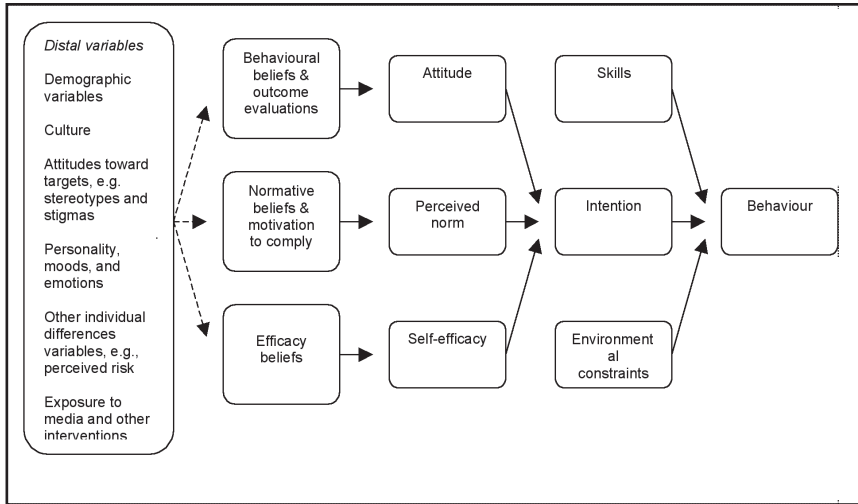 Distal variables
Demographic
variables
Culture
Attitudes toward
targets, e.g.
stereotypes and
stigmas
Personality,
moods, and
emotions
Other individual
differences
variables, e.g.,
perceived risk
Exposure to
media and other
interventions
Behavioural
beliefs &
outcome
evaluations
Normative
beliefs &
motivation
to comply
Efficacy
beliefs
Attitude
Perceived
norm
Self-efficacy
Skills
Intention
Environment
al
constraints
Behaviour